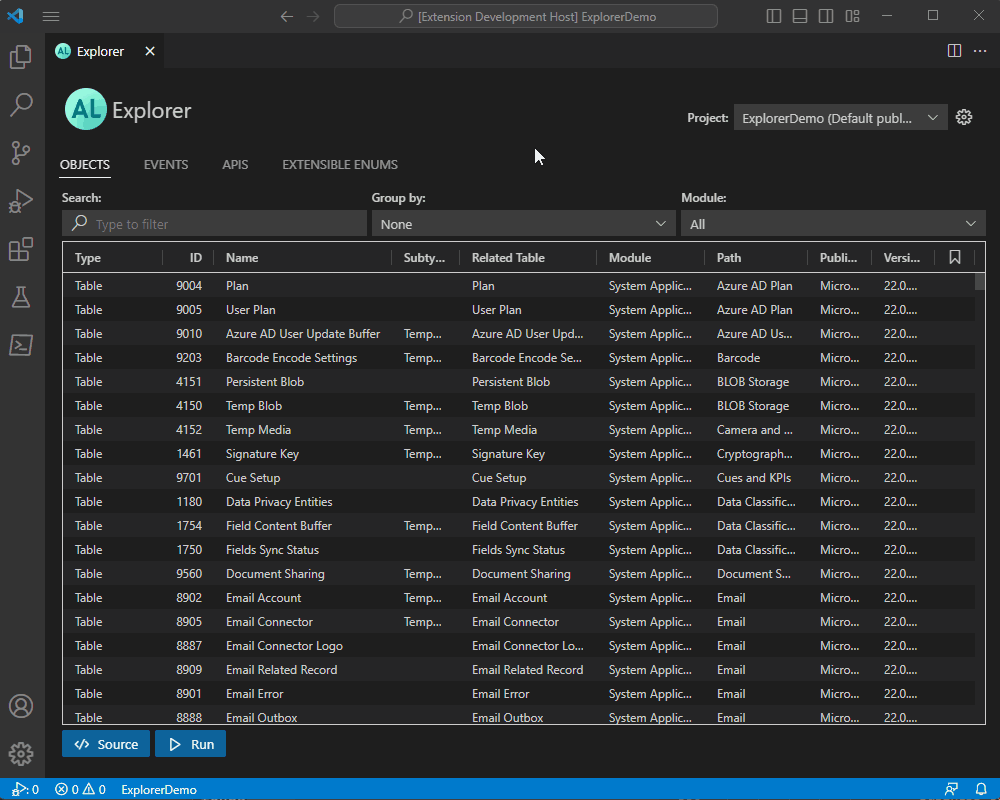 [Extension Development Host] ExplorerDemo
AL Explorer
AL Explorer
Project: ExplorerDemo (Default publ...
OBJECTS EVENTS APIS EXTENSIBLE ENUMS
Search: Group by: Module:
Type to filter None All
Type ID Name Subty... Related Table Module Path Publi... Versi...
Table 9004 Plan Plan System Applic... Azure AD Plan Micro... 22.0....
Table 9005 User Plan User Plan System Applic... Azure AD Plan Micro... 22.0....
Table 9010 Azure AD User Update Buffer Temp... Azure AD User Upd... System Applic... Azure AD Us... Micro... 22.0....
Table 9203 Barcode Encode Settings Temp... Barcode Encode Se... System Applic... Barcode Micro... 22.0....
Table 4151 Persistent Blob Persistent Blob System Applic... BLOB Storage Micro... 22.0....
Table 4150 Temp Blob Temp... Temp Blob System Applic... BLOB Storage Micro... 22.0....
Table 4152 Temp Media Temp... Temp Media System Applic... Camera and ... Micro... 22.0....
Table 1461 Signature Key Temp... Signature Key System Applic... Cryptograph... Micro... 22.0....
Table 9701 Cue Setup Cue Setup System Applic... Cues and KPIs Micro... 22.0....
Table 1180 Data Privacy Entities Data Privacy Entities System Applic... Data Classific... Micro... 22.0....
Table 1754 Field Content Buffer Temp... Field Content Buffer System Applic... Data Classific... Micro... 22.0....
Table 1750 Fields Sync Status Fields Sync Status System Applic... Data Classific... Micro... 22.0....
Table 9560 Document Sharing Temp... Document Sharing System Applic... Document S... Micro... 22.0....
Table 8902 Email Account Temp... Email Account System Applic... Email Micro... 22.0....
Table 8905 Email Connector Temp... Email Connector System Applic... Email Micro... 22.0....
Table 8887 Email Connector Logo Email Connector Lo... System Applic... Email Micro... 22.0....
Table 8909 Email Related Record Email Related Record System Applic... Email Micro... 22.0....
Table 8901 Email Error Email Error System Applic... Email Micro... 22.0....
Table 8888 Email Outbox Email Outbox System Applic... Email Micro... 22.0....
Source Run
0 0 0 ExplorerDemo